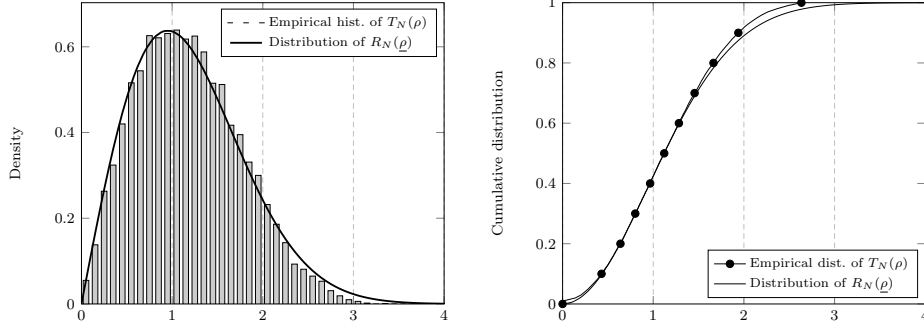 0.6
0.4
0.2
0
0 1 2 3 4
Density
Empirical hist. of T_N(ρ)
Distribution of R_N(ρ̲)
1
0.8
0.6
0.4
0.2
0
0 1 2 3 4
Cumulative distribution
Empirical dist. of T_N(ρ)
Distribution of R_N(ρ̲)